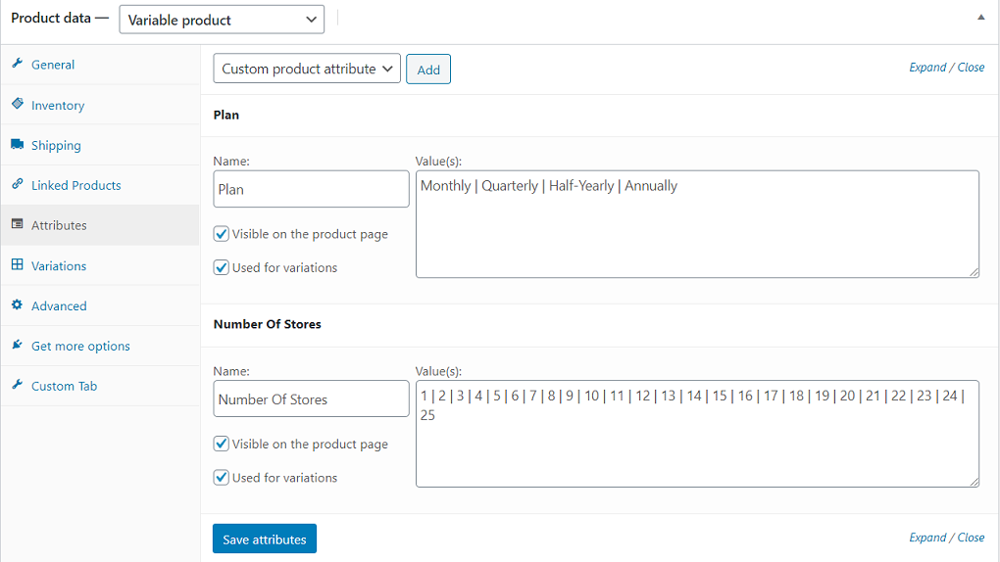 Product data — Variable product
General
Inventory
Shipping
Linked Products
Attributes
Variations
Advanced
Get more options
Custom Tab
Custom product attribute Add Expand / Close
Plan
Name: Value(s):
Plan
Monthly | Quarterly | Half-Yearly | Annually
Visible on the product page
Used for variations
Number Of Stores
Name: Value(s):
Number Of Stores
1 | 2 | 3 | 4 | 5 | 6 | 7 | 8 | 9 | 10 | 11 | 12 | 13 | 14 | 15 | 16 | 17 | 18 | 19 | 20 | 21 | 22 | 23 | 24 |
25
Visible on the product page
Used for variations
Save attributes Expand / Close